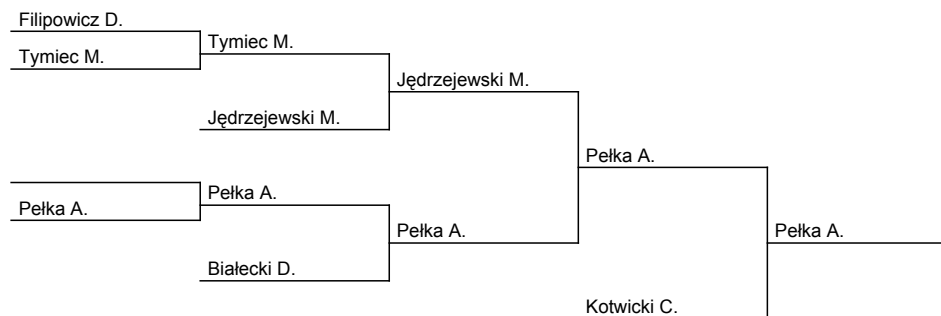 Filipowicz D.
Tymiec M.
Tymiec M.
Jędrzejewski M.
Jędrzejewski M.
Pełka A.
Pełka A.
Pełka A.
Pełka A.
Pełka A.
Białecki D.
Kotwicki C.